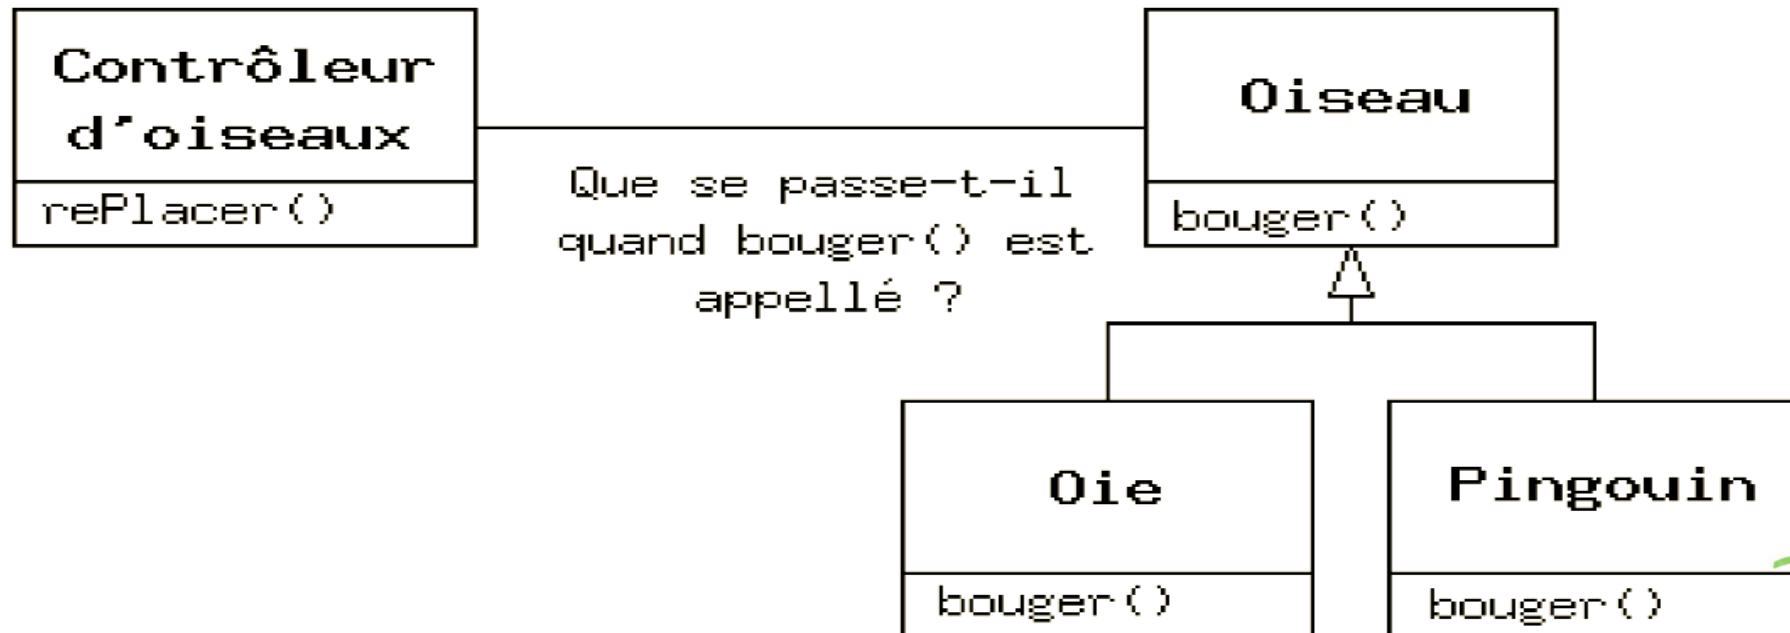 Contrôleur
d'oiseaux
rePlacer()
Que se passe-t-il
quand bouger() est
appellé ?
Oiseau
bouger()
Oie
bouger()
Pingouin
bouger()